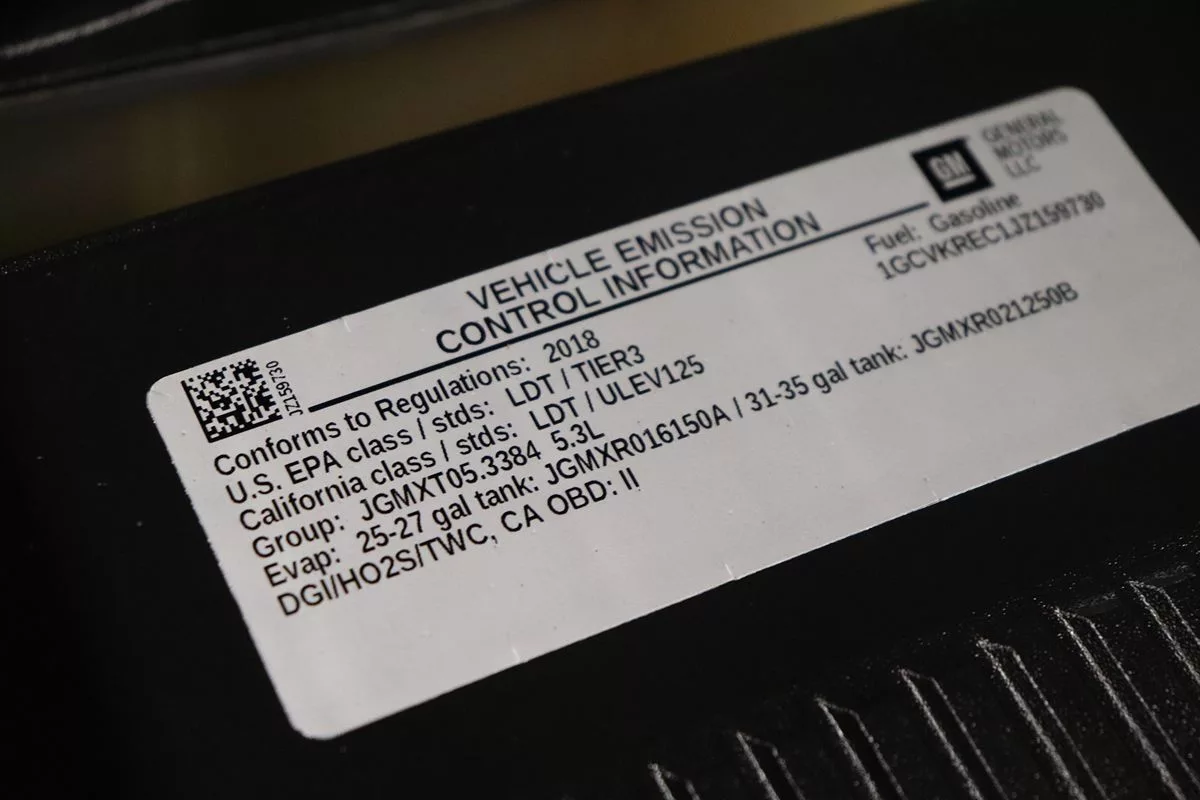 GM GENERAL
MOTORS
LLC
VEHICLE EMISSION
CONTROL INFORMATION
Fuel: Gasoline
1GCVKREC1JZ159730
JZ159730
Conforms to Regulations: 2018
U.S. EPA class / stds: LDT / TIER3
California class / stds: LDT / ULEV125
Group: JGMXT05.3384 5.3L
Evap: 25-27 gal tank: JGMXR016150A / 31-35 gal tank: JGMXR021250B
DGI/HO2S/TWC, CA OBD: II